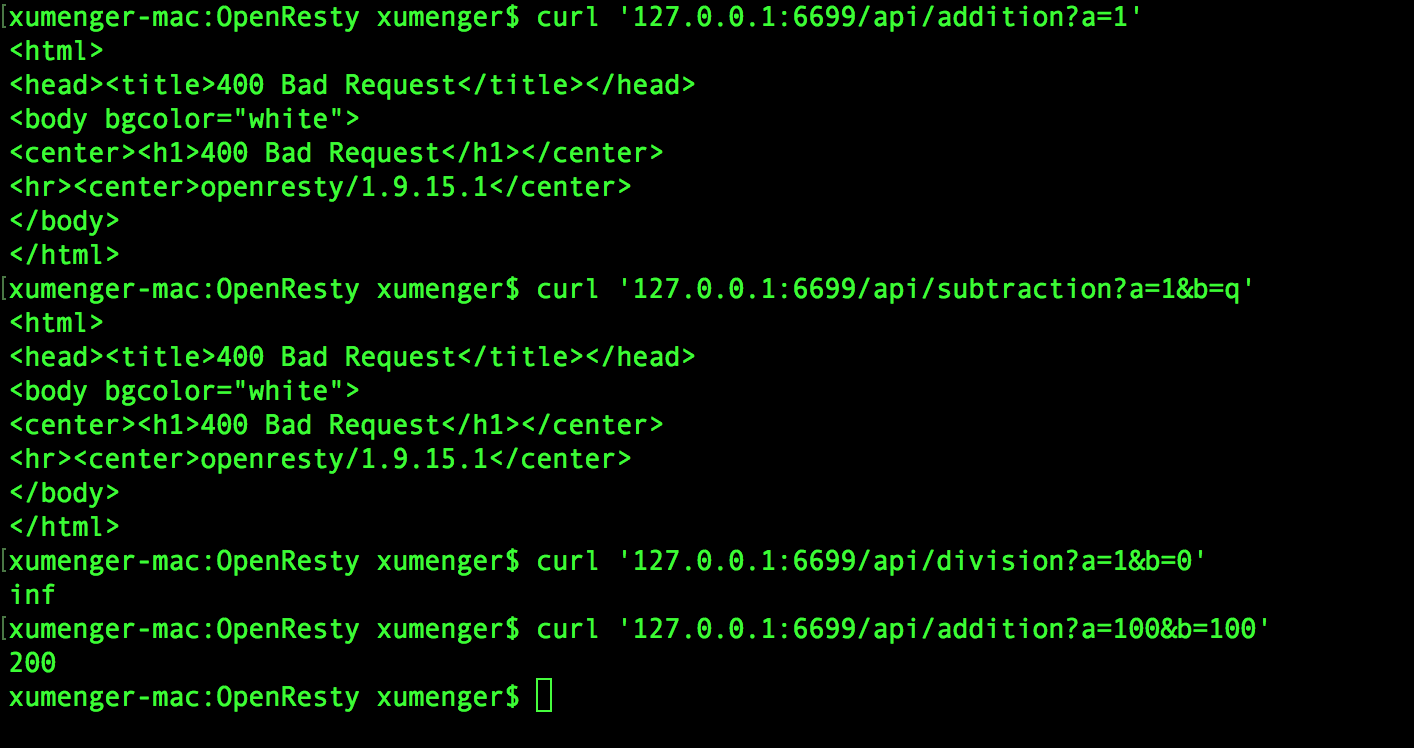 [xumenger-mac:OpenResty xumenger$ curl '127.0.0.1:6699/api/addition?a=1'
<html>
<head><title>400 Bad Request</title></head>
<body bgcolor="white">
<center><h1>400 Bad Request</h1></center>
<hr><center>openresty/1.9.15.1</center>
</body>
</html>
[xumenger-mac:OpenResty xumenger$ curl '127.0.0.1:6699/api/subtraction?a=1&b=q'
<html>
<head><title>400 Bad Request</title></head>
<body bgcolor="white">
<center><h1>400 Bad Request</h1></center>
<hr><center>openresty/1.9.15.1</center>
</body>
</html>
[xumenger-mac:OpenResty xumenger$ curl '127.0.0.1:6699/api/division?a=1&b=0'
inf
[xumenger-mac:OpenResty xumenger$ curl '127.0.0.1:6699/api/addition?a=100&b=100'
200
xumenger-mac:OpenResty xumenger$